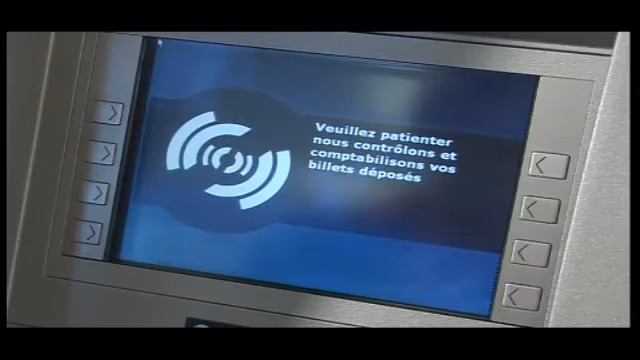 Veuillez patienter
nous contrôlons et
comptabilisons vos
billets déposés